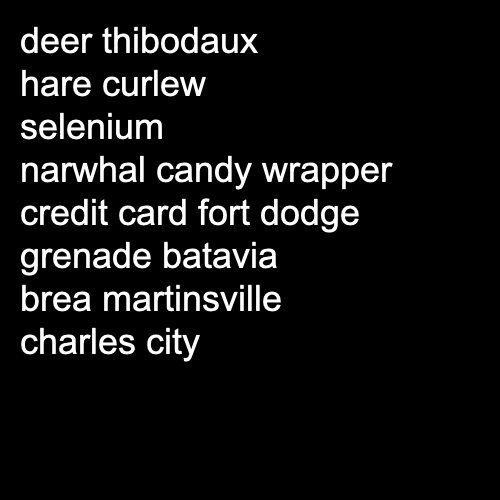 deer thibodaux
hare curlew
selenium
narwhal candy wrapper
credit card fort dodge
grenade batavia
brea martinsville
charles city